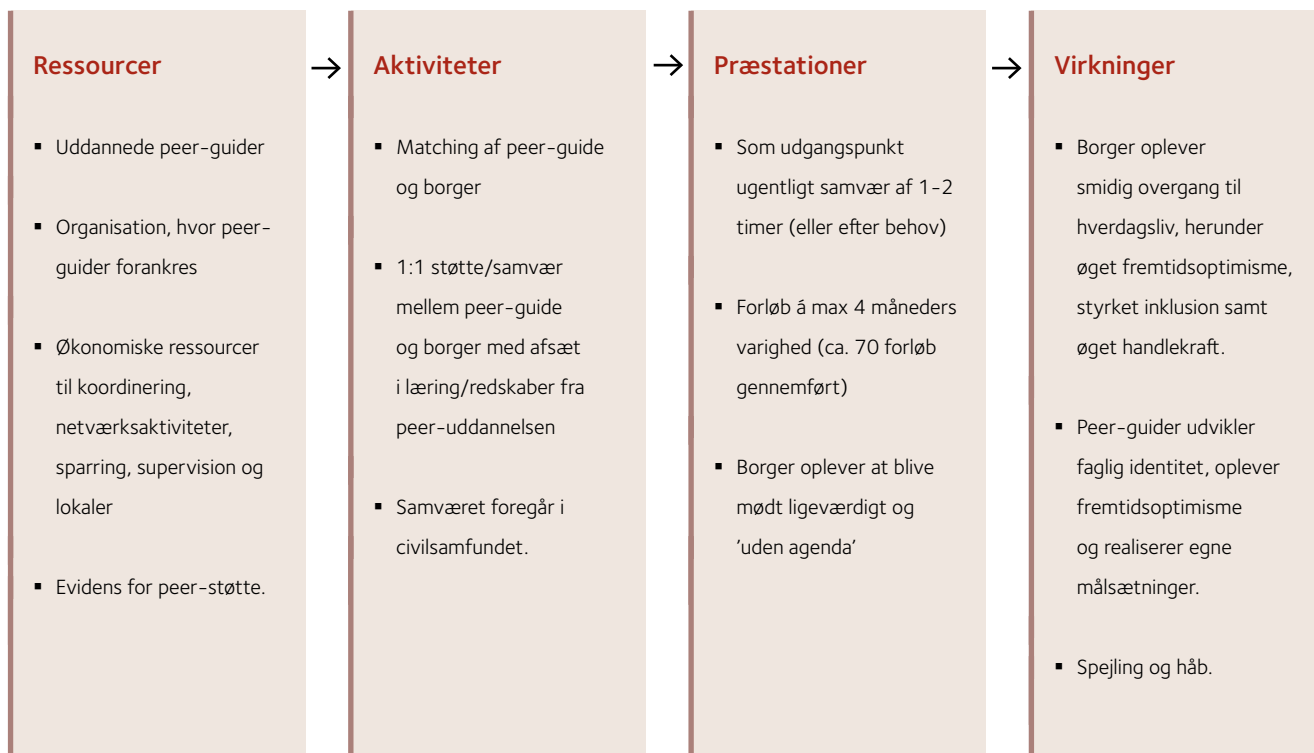 Ressourcer
▪ Uddannede peer-guider
▪ Organisation, hvor peer-
guider forankres
▪ Økonomiske ressourcer
til koordinering,
netværksaktiviteter,
sparring, supervision og
lokaler
▪ Evidens for peer-støtte.
→
Aktiviteter
▪ Matching af peer-guide
og borger
▪ 1:1 støtte/samvær
mellem peer-guide
og borger med afsæt
i læring/redskaber fra
peer-uddannelsen
▪ Samværet foregår i
civilsamfundet.
→
Præstationer
▪ Som udgangspunkt
ugentligt samvær af 1-2
timer (eller efter behov)
▪ Forløb á max 4 måneders
varighed (ca. 70 forløb
gennemført)
▪ Borger oplever at blive
mødt ligeværdigt og
’uden agenda’
→
Virkninger
▪ Borger oplever
smidig overgang til
hverdagsliv, herunder
øget fremtidsoptimisme,
styrket inklusion samt
øget handlekraft.
▪ Peer-guider udvikler
faglig identitet, oplever
fremtidsoptimisme
og realiserer egne
målsætninger.
▪ Spejling og håb.